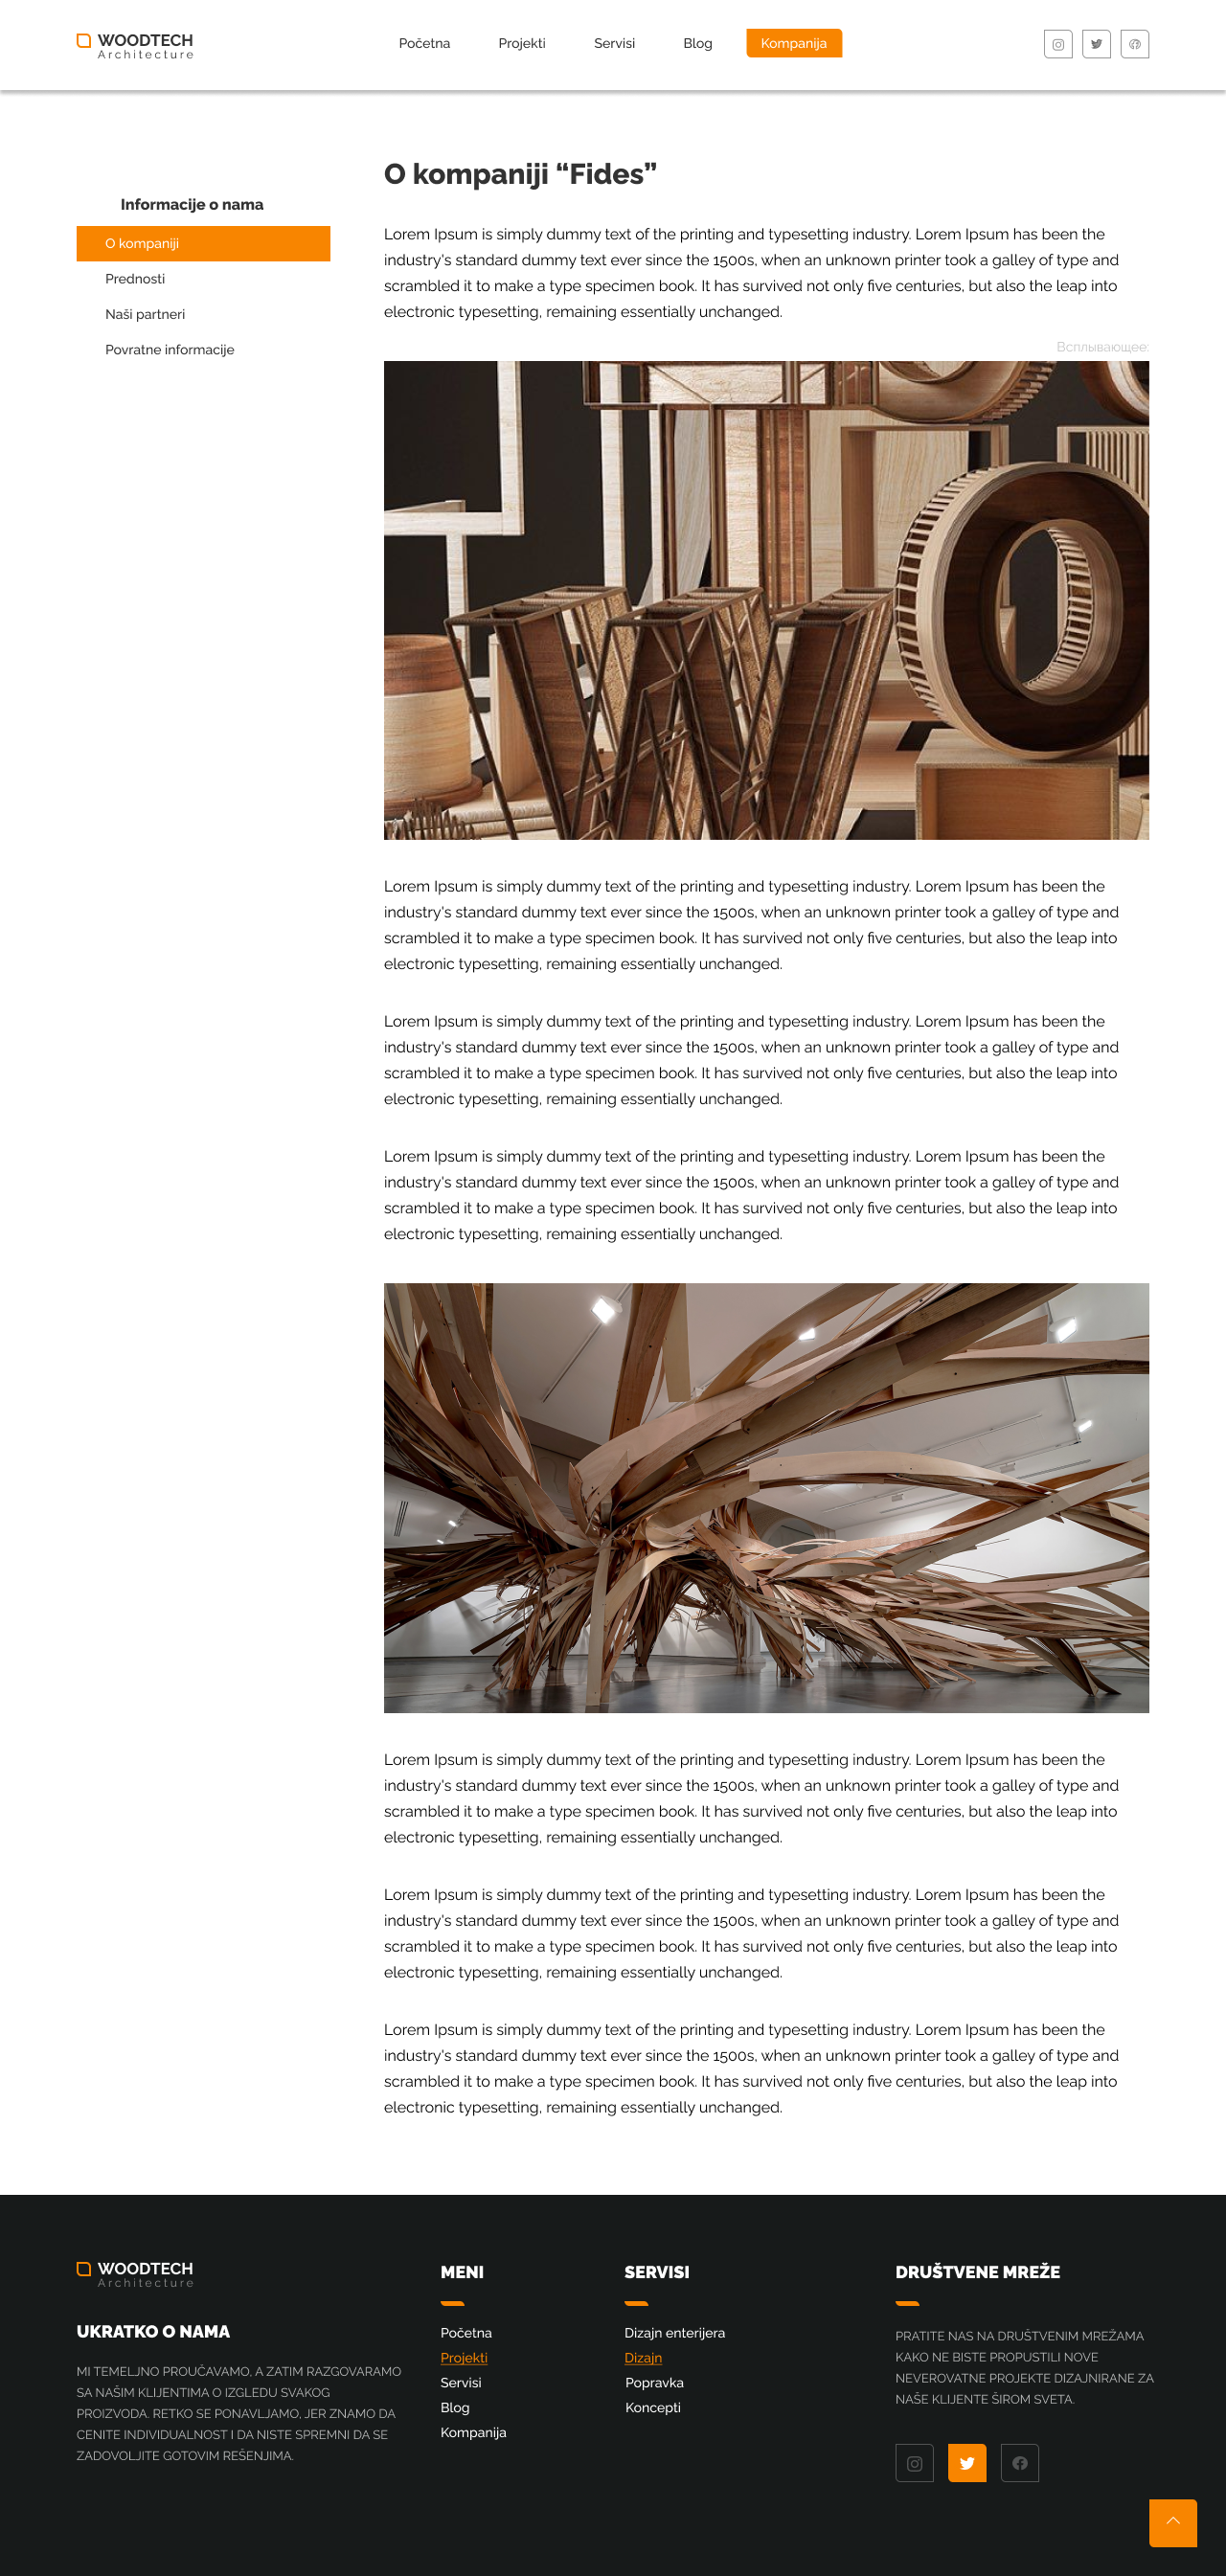 WOODTECH
Architecture
Početna
Projekti
Servisi
Blog
Kompanija
Informacije o nama
O kompaniji
Prednosti
Naši partneri
Povratne informacije
O kompaniji “Fides”
Lorem Ipsum is simply dummy text of the printing and typesetting industry. Lorem Ipsum has been the
industry's standard dummy text ever since the 1500s, when an unknown printer took a galley of type and
scrambled it to make a type specimen book. It has survived not only five centuries, but also the leap into
electronic typesetting, remaining essentially unchanged.
Всплывающее:
Lorem Ipsum is simply dummy text of the printing and typesetting industry. Lorem Ipsum has been the
industry's standard dummy text ever since the 1500s, when an unknown printer took a galley of type and
scrambled it to make a type specimen book. It has survived not only five centuries, but also the leap into
electronic typesetting, remaining essentially unchanged.
Lorem Ipsum is simply dummy text of the printing and typesetting industry. Lorem Ipsum has been the
industry's standard dummy text ever since the 1500s, when an unknown printer took a galley of type and
scrambled it to make a type specimen book. It has survived not only five centuries, but also the leap into
electronic typesetting, remaining essentially unchanged.
Lorem Ipsum is simply dummy text of the printing and typesetting industry. Lorem Ipsum has been the
industry's standard dummy text ever since the 1500s, when an unknown printer took a galley of type and
scrambled it to make a type specimen book. It has survived not only five centuries, but also the leap into
electronic typesetting, remaining essentially unchanged.
Lorem Ipsum is simply dummy text of the printing and typesetting industry. Lorem Ipsum has been the
industry's standard dummy text ever since the 1500s, when an unknown printer took a galley of type and
scrambled it to make a type specimen book. It has survived not only five centuries, but also the leap into
electronic typesetting, remaining essentially unchanged.
Lorem Ipsum is simply dummy text of the printing and typesetting industry. Lorem Ipsum has been the
industry's standard dummy text ever since the 1500s, when an unknown printer took a galley of type and
scrambled it to make a type specimen book. It has survived not only five centuries, but also the leap into
electronic typesetting, remaining essentially unchanged.
Lorem Ipsum is simply dummy text of the printing and typesetting industry. Lorem Ipsum has been the
industry's standard dummy text ever since the 1500s, when an unknown printer took a galley of type and
scrambled it to make a type specimen book. It has survived not only five centuries, but also the leap into
electronic typesetting, remaining essentially unchanged.
WOODTECH
Architecture
UKRATKO O NAMA
MI TEMELJNO PROUČAVAMO, A ZATIM RAZGOVARAMO
SA NAŠIM KLIJENTIMA O IZGLEDU SVAKOG
PROIZVODA. RETKO SE PONAVLJAMO, JER ZNAMO DA
CENITE INDIVIDUALNOST I DA NISTE SPREMNI DA SE
ZADOVOLJITE GOTOVIM REŠENJIMA.
MENI
Početna
Projekti
Servisi
Blog
Kompanija
SERVISI
Dizajn enterijera
Dizajn
Popravka
Koncepti
DRUŠTVENE MREŽE
PRATITE NAS NA DRUŠTVENIM MREŽAMA
KAKO NE BISTE PROPUSTILI NOVE
NEVEROVATNE PROJEKTE DIZAJNIRANE ZA
NAŠE KLIJENTE ŠIROM SVETA.